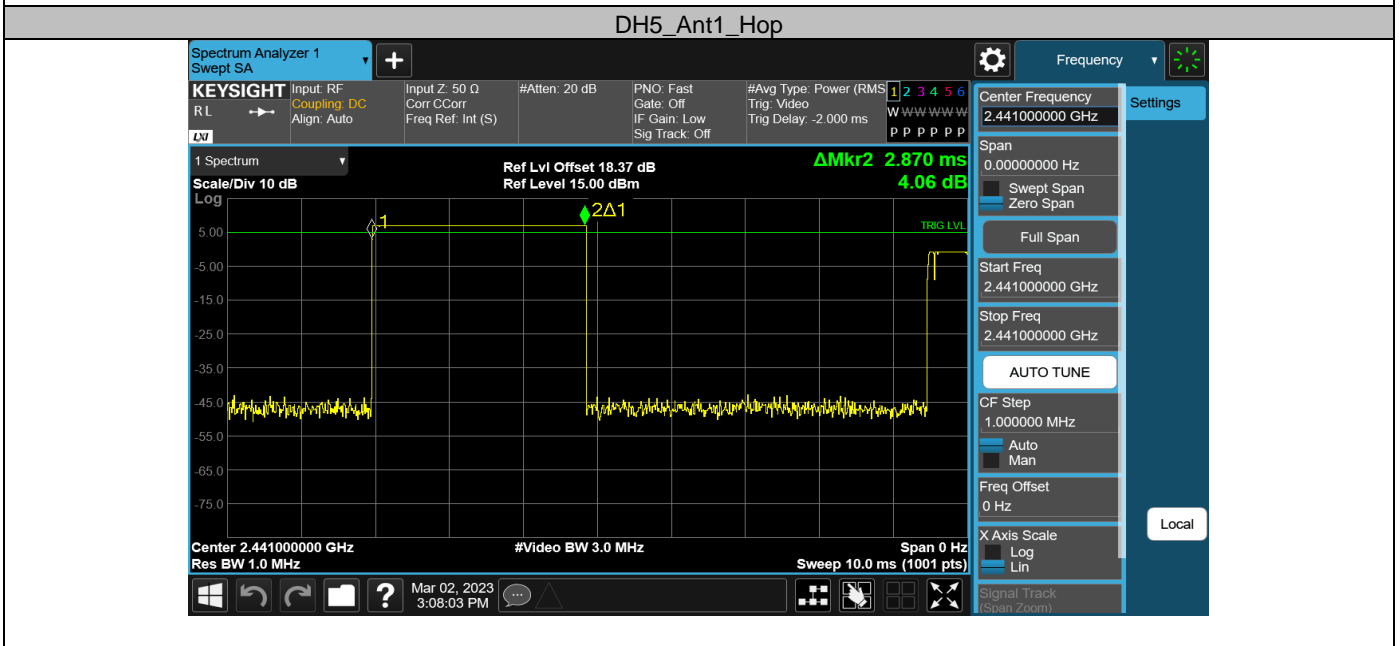 DH5_Ant1_Hop
Spectrum Analyzer 1
Swept SA
+
Frequency
KEYSIGHT
RL
LXI
Input: RF
Coupling: DC
Align: Auto
Input Z: 50 Ω
Corr CCorr
Freq Ref: Int (S)
#Atten: 20 dB
PNO: Fast
Gate: Off
IF Gain: Low
Sig Track: Off
#Avg Type: Power (RMS
Trig: Video
Trig Delay: -2.000 ms
1 2 3 4 5 6
W W W W W W
P P P P P P
1 Spectrum
Scale/Div 10 dB
Log
Ref Lvl Offset 18.37 dB
Ref Level 15.00 dBm
ΔMkr2 2.870 ms
4.06 dB
1
2Δ1
TRIG LVL
5.00
-5.00
-15.0
-25.0
-35.0
-45.0
-55.0
-65.0
-75.0
Center 2.441000000 GHz
Res BW 1.0 MHz
#Video BW 3.0 MHz
Span 0 Hz
Sweep 10.0 ms (1001 pts)
Center Frequency
2.441000000 GHz
Span
0.00000000 Hz
Swept Span
Zero Span
Full Span
Start Freq
2.441000000 GHz
Stop Freq
2.441000000 GHz
AUTO TUNE
CF Step
1.000000 MHz
Auto
Man
Freq Offset
0 Hz
X Axis Scale
Log
Lin
Signal Track
(Span Zoom)
Settings
Local
?
Mar 02, 2023
3:08:03 PM